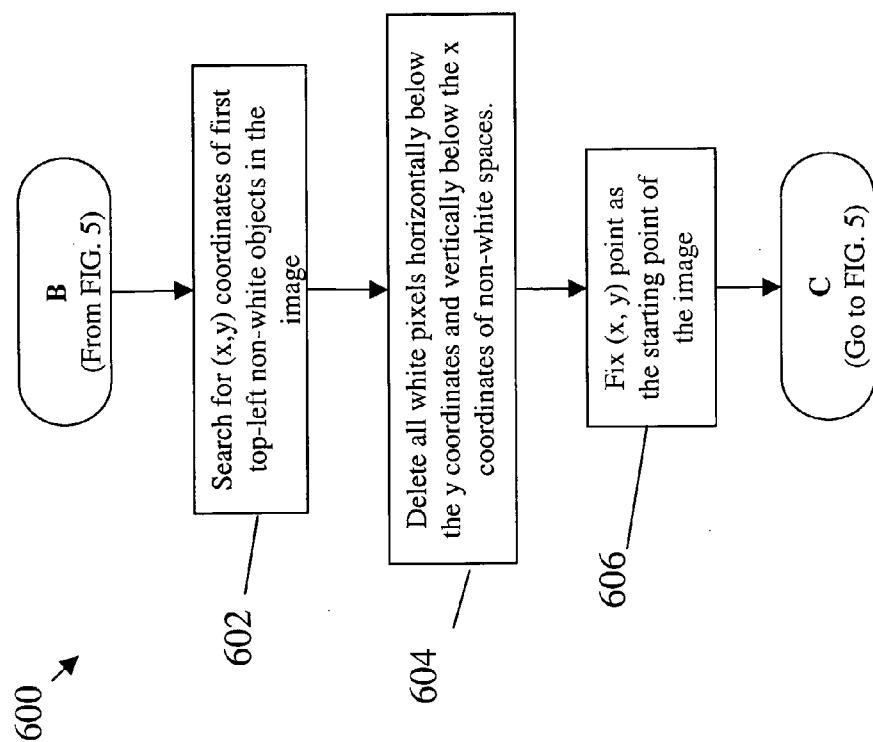 600
B
(From FIG. 5)
Search for (x,y) coordinates of first
top-left non-white objects in the
image
602
Delete all white pixels horizontally below
the y coordinates and vertically below the x
coordinates of non-white spaces.
604
Fix (x, y) point as
the starting point of
the image
606
C
(Go to FIG. 5)